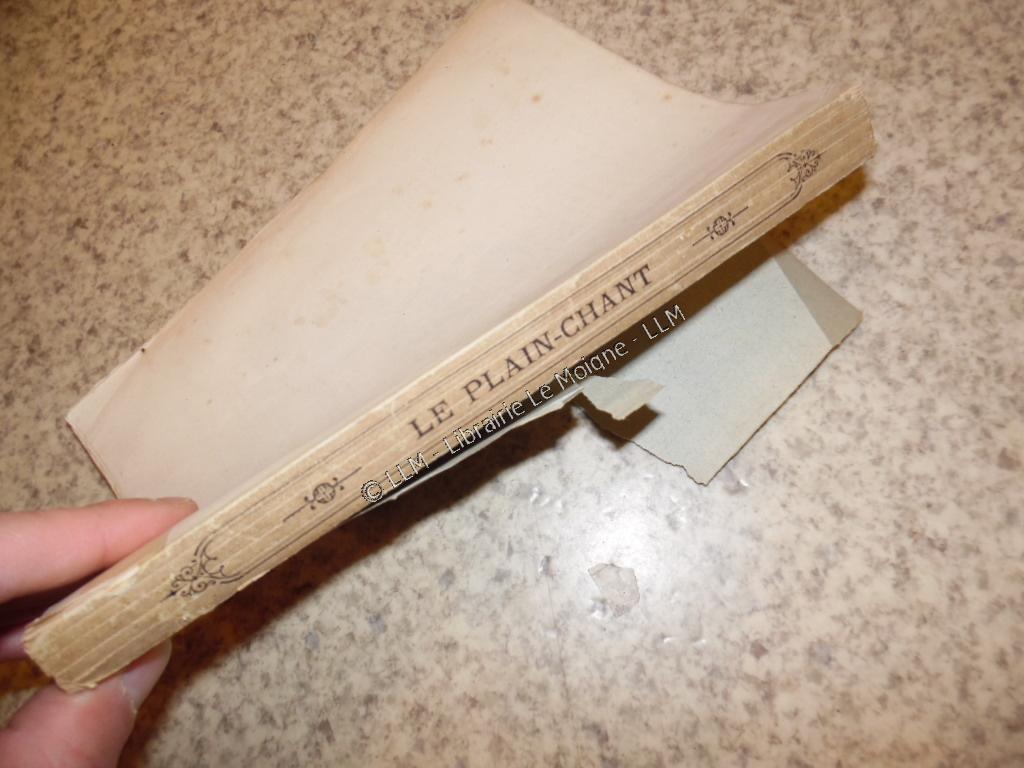 LE PLAIN-CHANT
© LLM - Librairie Le Moigne - LLM